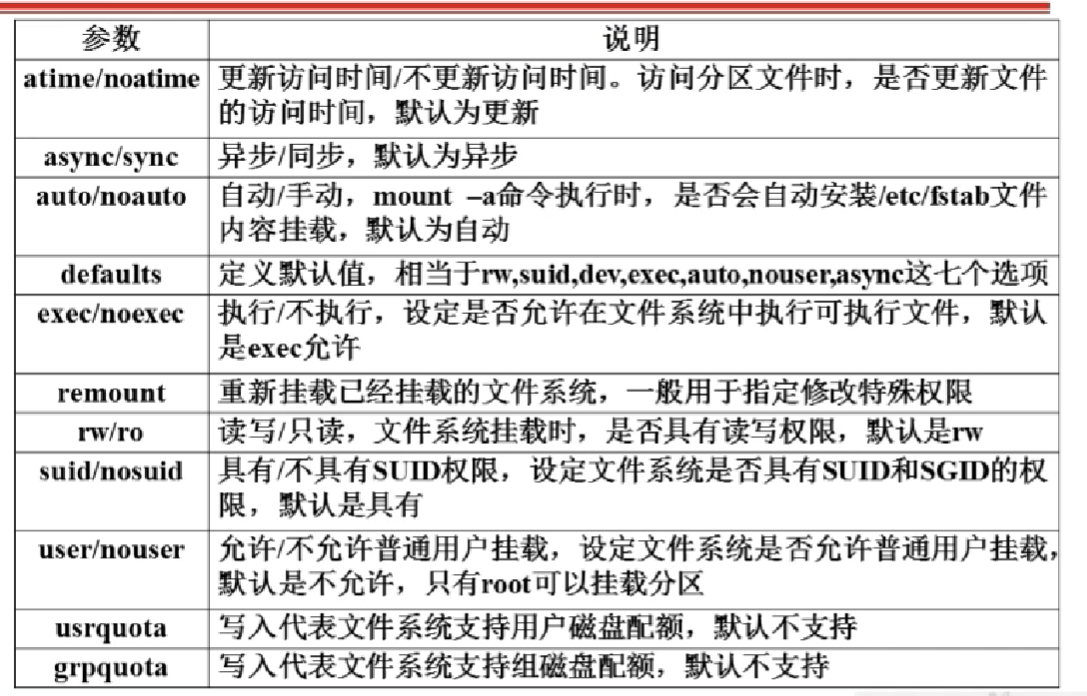 参数 说明
atime/noatime 更新访问时间/不更新访问时间。访问分区文件时，是否更新文件
的访问时间，默认为更新
async/sync 异步/同步，默认为异步
auto/noauto 自动/手动，mount –a命令执行时，是否会自动安装/etc/fstab文件
内容挂载，默认为自动
defaults 定义默认值，相当于rw,suid,dev,exec,auto,nouser,async这七个选项
exec/noexec 执行/不执行，设定是否允许在文件系统中执行可执行文件，默认
是exec允许
remount 重新挂载已经挂载的文件系统，一般用于指定修改特殊权限
rw/ro 读写/只读，文件系统挂载时，是否具有读写权限，默认是rw
suid/nosuid 具有/不具有SUID权限，设定文件系统是否具有SUID和SGID的权
限，默认是具有
user/nouser 允许/不允许普通用户挂载，设定文件系统是否允许普通用户挂载，
默认是不允许，只有root可以挂载分区
usrquota 写入代表文件系统支持用户磁盘配额，默认不支持
grpquota 写入代表文件系统支持组磁盘配额，默认不支持